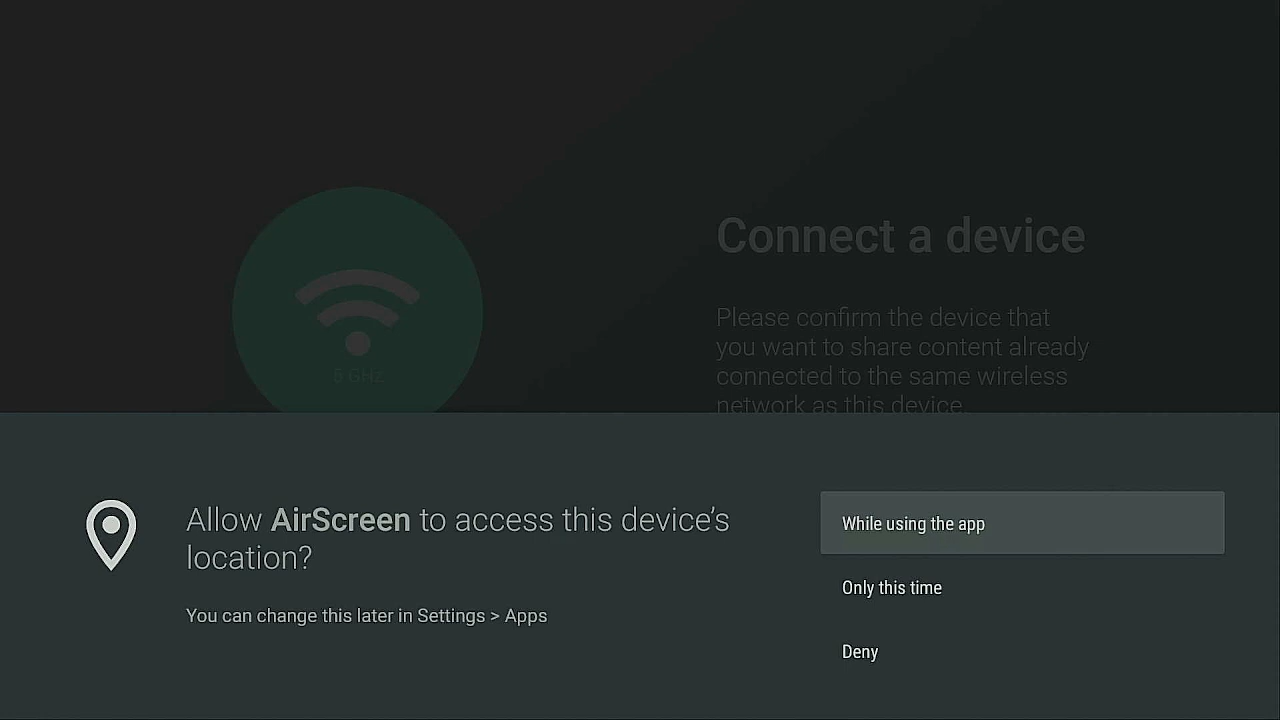 Connect a device
Please confirm the device that
you want to share content already
connected to the same wireless
network as this device.
5 GHz
Allow AirScreen to access this device’s
location?
You can change this later in Settings > Apps
While using the app
Only this time
Deny